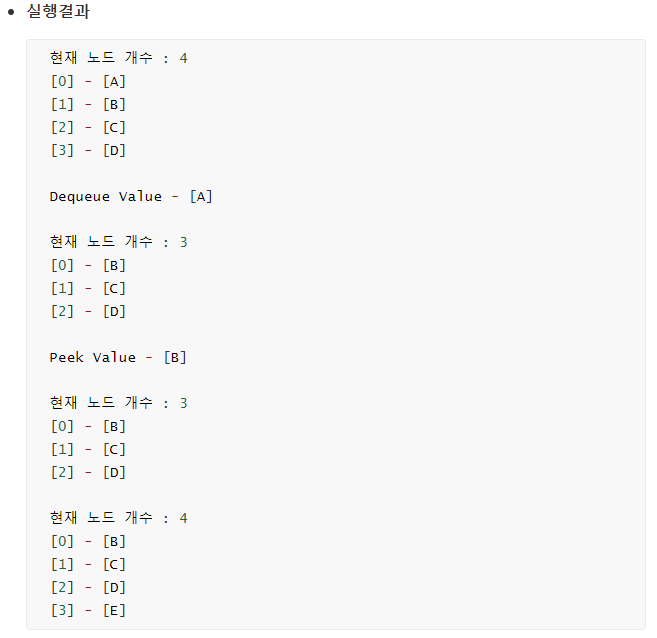 실행결과
현재 노드 개수 : 4
[0] - [A]
[1] - [B]
[2] - [C]
[3] - [D]
Dequeue Value - [A]
현재 노드 개수 : 3
[0] - [B]
[1] - [C]
[2] - [D]
Peek Value - [B]
현재 노드 개수 : 3
[0] - [B]
[1] - [C]
[2] - [D]
현재 노드 개수 : 4
[0] - [B]
[1] - [C]
[2] - [D]
[3] - [E]